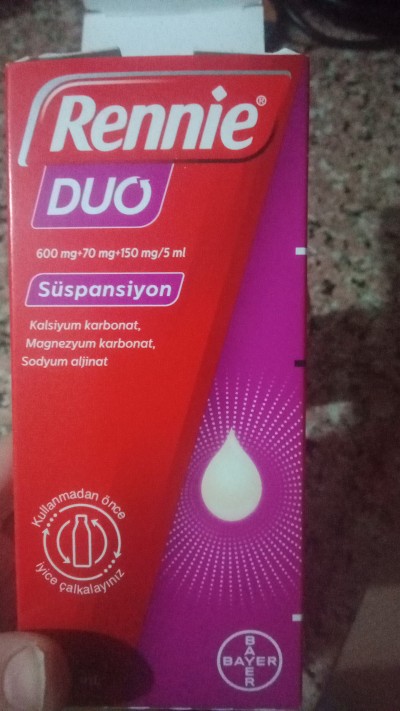 Rennie®
DUO
600 mg+70 mg+150 mg/5 ml
Süspansiyon
Kalsiyum karbonat,
Magnezyum karbonat,
Sodyum aljinat
Kullanmadan önce
iyice çalkalayınız
BAYER
BAYER